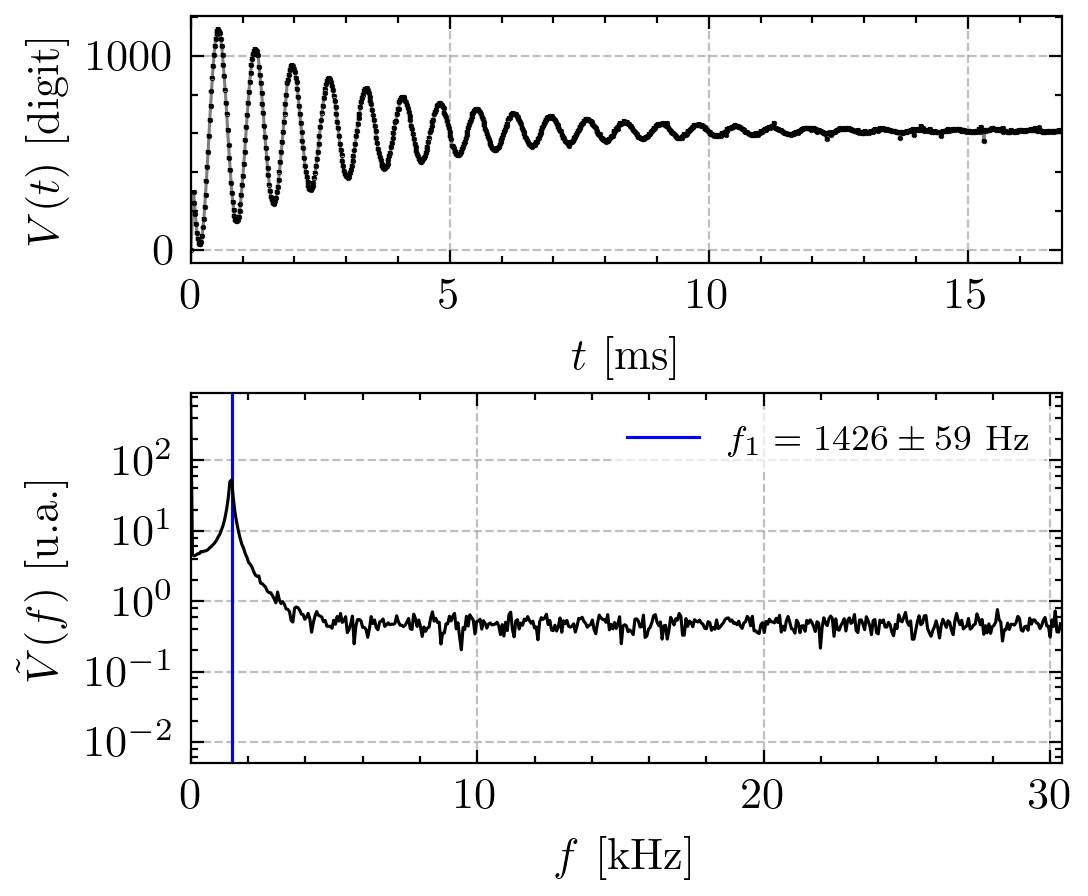 V(t) [digit]
1000
0
0 5 10 15
t [ms]
Ṽ(f) [u.a.]
f₁ = 1426 ± 59 Hz
10²
10¹
10⁰
10⁻¹
10⁻²
0 10 20 30
f [kHz]